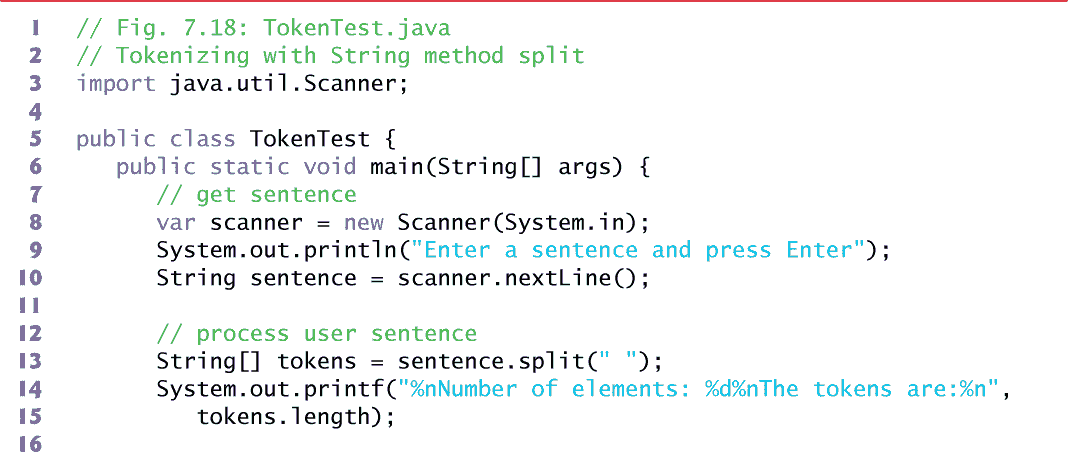 1 // Fig. 7.18: TokenTest.java
2 // Tokenizing with String method split
3 import java.util.Scanner;
4
5 public class TokenTest {
6 public static void main(String[] args) {
7 // get sentence
8 var scanner = new Scanner(System.in);
9 System.out.println("Enter a sentence and press Enter");
10 String sentence = scanner.nextLine();
11
12 // process user sentence
13 String[] tokens = sentence.split(" ");
14 System.out.printf("%nNumber of elements: %d%nThe tokens are:%n",
15 tokens.length);
16